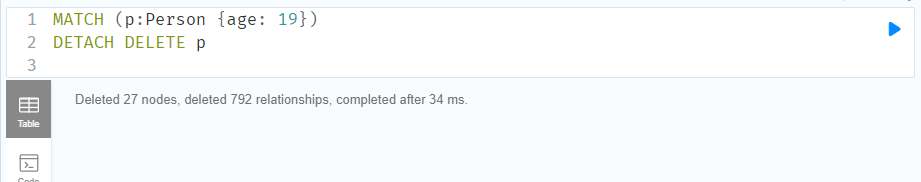 1 MATCH (p:Person {age: 19})
2 DETACH DELETE p
3
Deleted 27 nodes, deleted 792 relationships, completed after 34 ms.
Table
Code